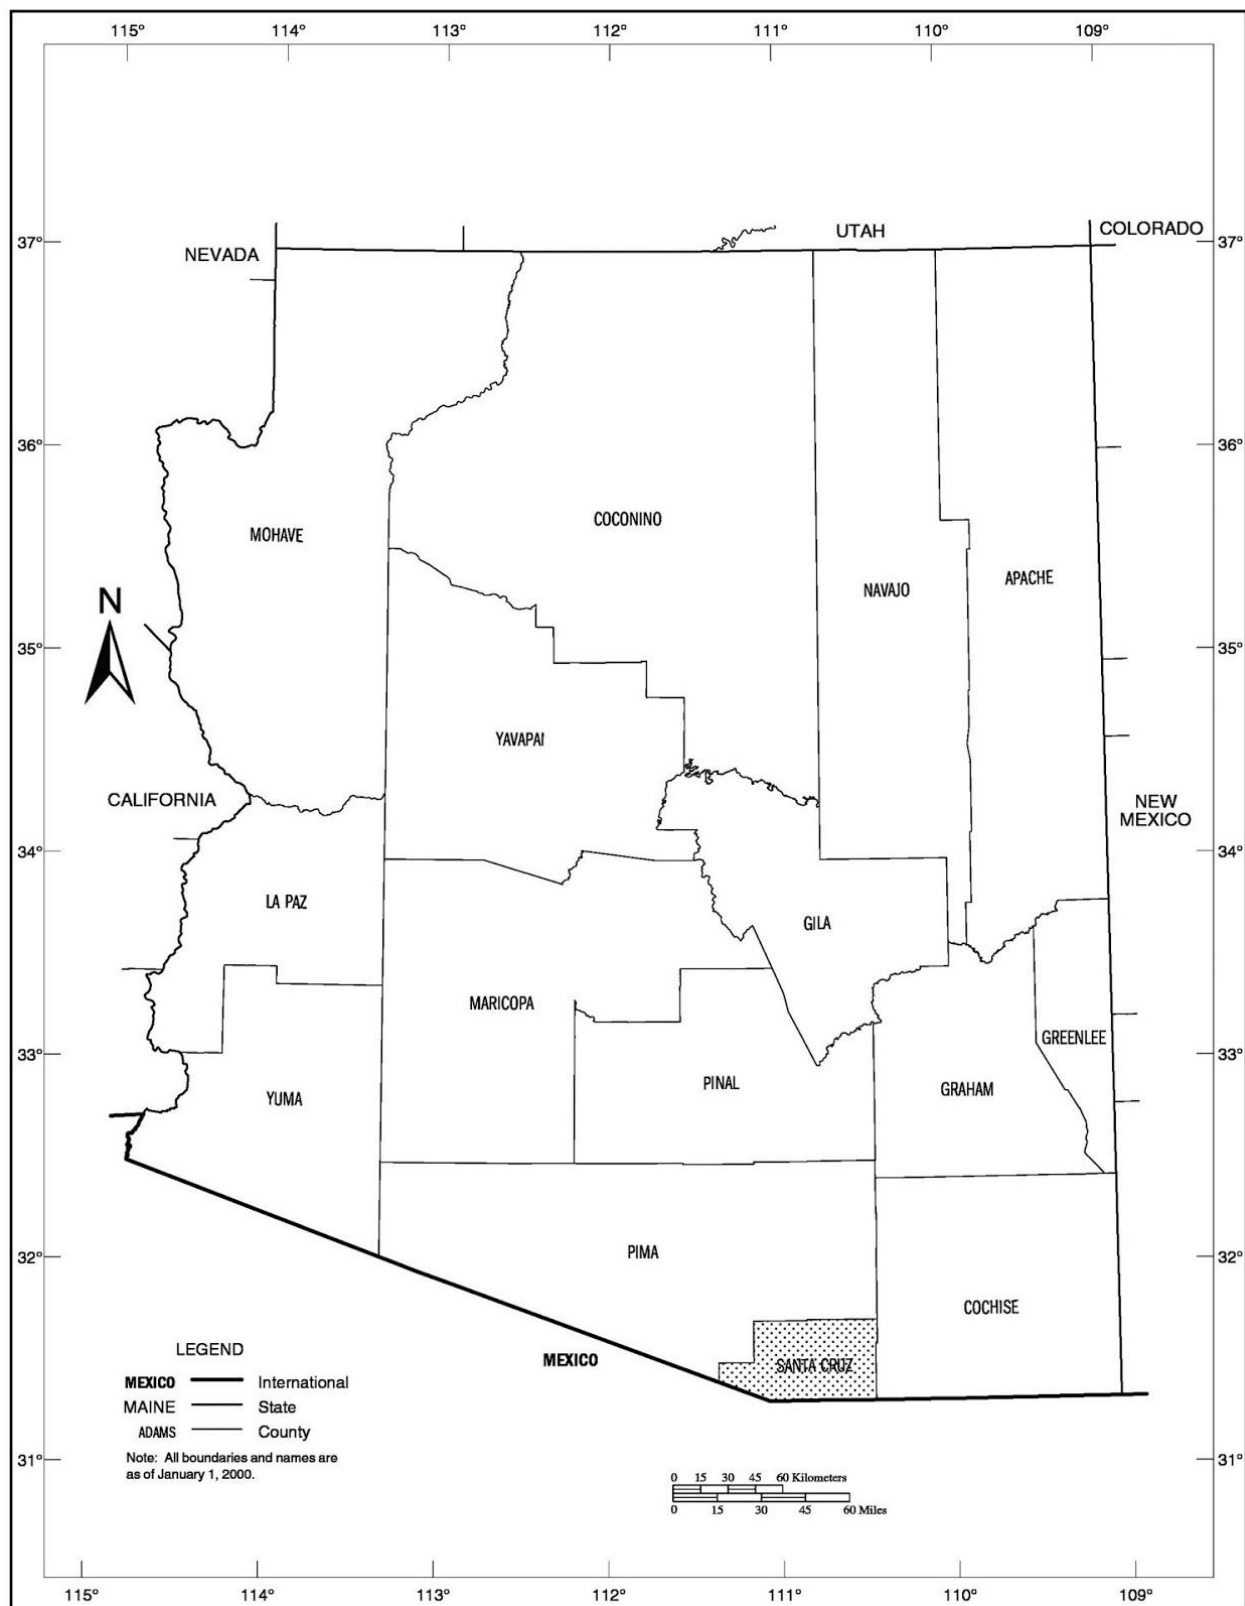 115° 114° 113° 112° 111° 110° 109°
UTAH COLORADO
37° NEVADA 37°
36° 36°
COCONINO
MOHAVE
APACHE
NAVAJO
N
35° 35°
YAVAPAI
CALIFORNIA NEW
MEXICO
34° 34°
LA PAZ
GILA
MARICOPA
GREENLEE
33° 33°
PINAL
GRAHAM
YUMA
PIMA
32° 32°
COCHISE
LEGEND
MEXICO
SANTA CRUZ
MEXICO International
MAINE State
ADAMS County
Note: All boundaries and names are
as of January 1, 2000.
31° 31°
0 15 30 45 60 Kilometers
0 15 30 45 60 Miles
115° 114° 113° 112° 111° 110° 109°